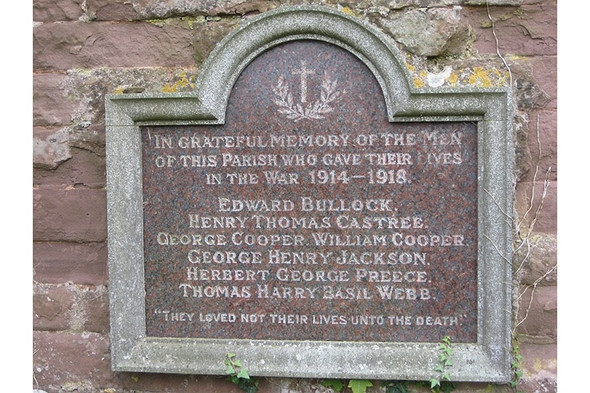 IN GRATEFUL MEMORY OF THE MEN
OF THIS PARISH, WHO GAVE THEIR LIVES
IN THE WAR 1914–1918.
EDWARD BULLOCK,
HENRY THOMAS CASTREE,
GEORGE COOPER, WILLIAM COOPER,
GEORGE HENRY JACKSON,
HERBERT GEORGE PREECE,
THOMAS HARRY BASIL WEBB.
"THEY LOVED NOT THEIR LIVES UNTO THE DEATH."